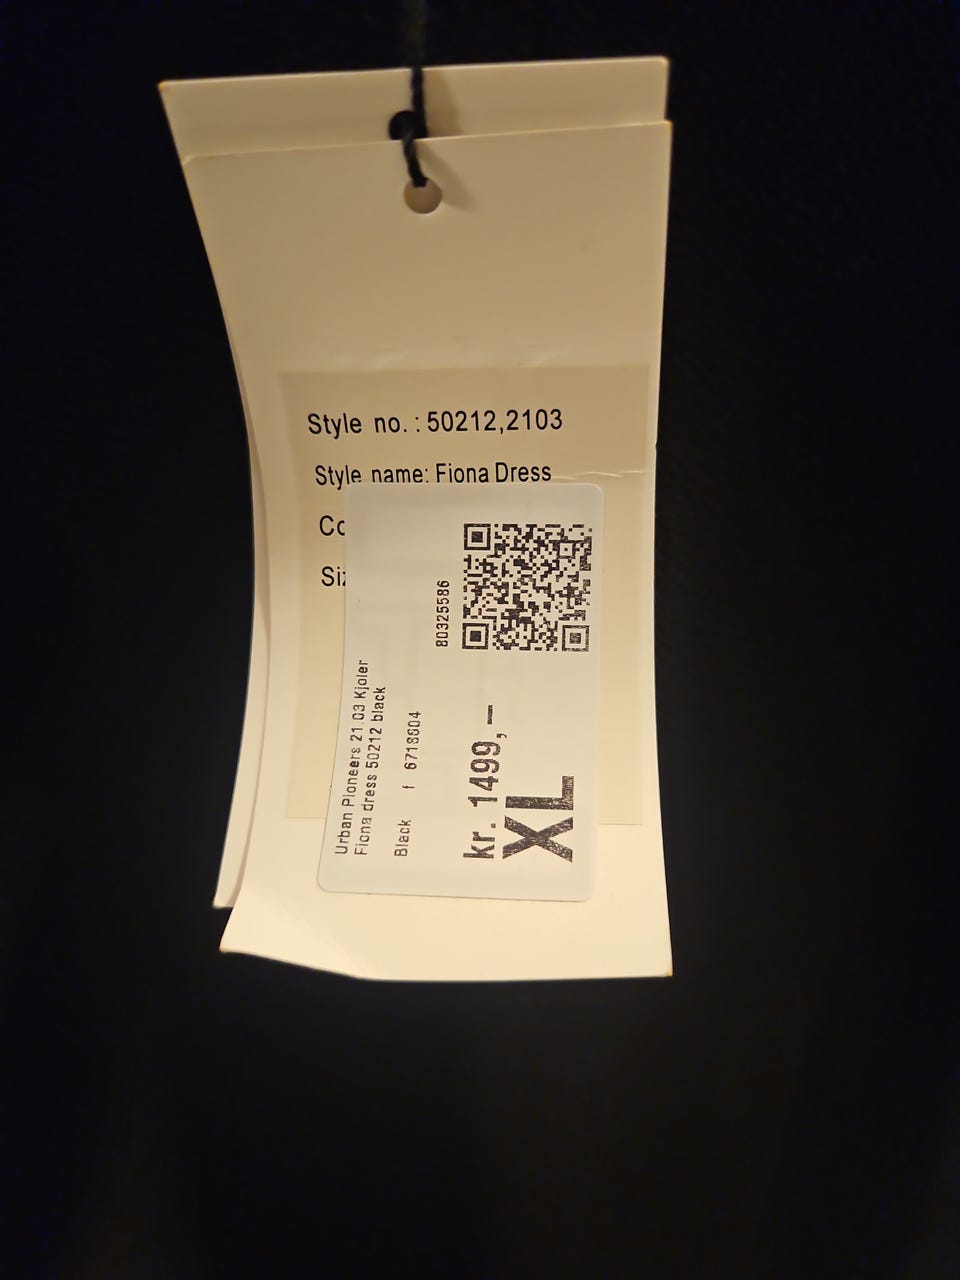 Style no. : 50212,2103
Style name: Fiona Dress
Co
Siz
Urban Pioneers 21.03 Kjoler
Fiona dress 50212 black
Black f 6718604
80325586
kr. 1499,–
XL